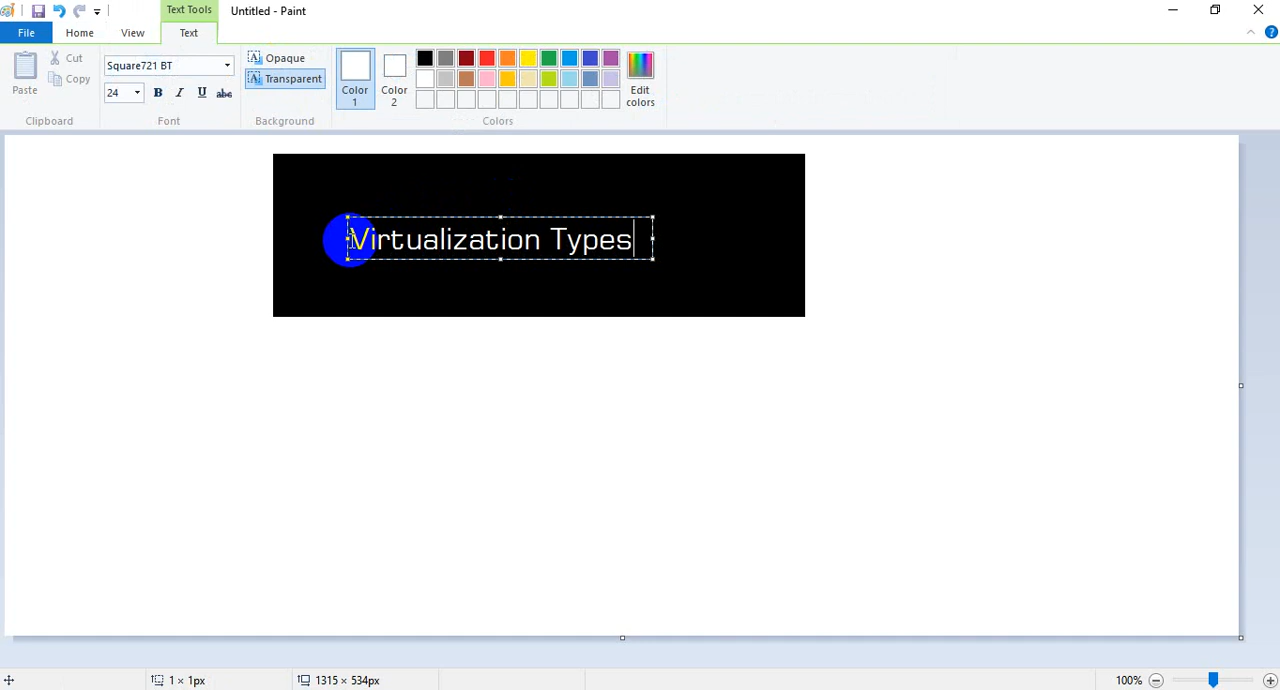 Text Tools
Untitled - Paint
File
Home
View
Text
Paste
Cut
Copy
Clipboard
Square721 BT
24
B I U abc
Font
A Opaque
A Transparent
Background
Color 1
Color 2
Edit colors
Colors
Virtualization Types
1 × 1px
1315 × 534px
100%